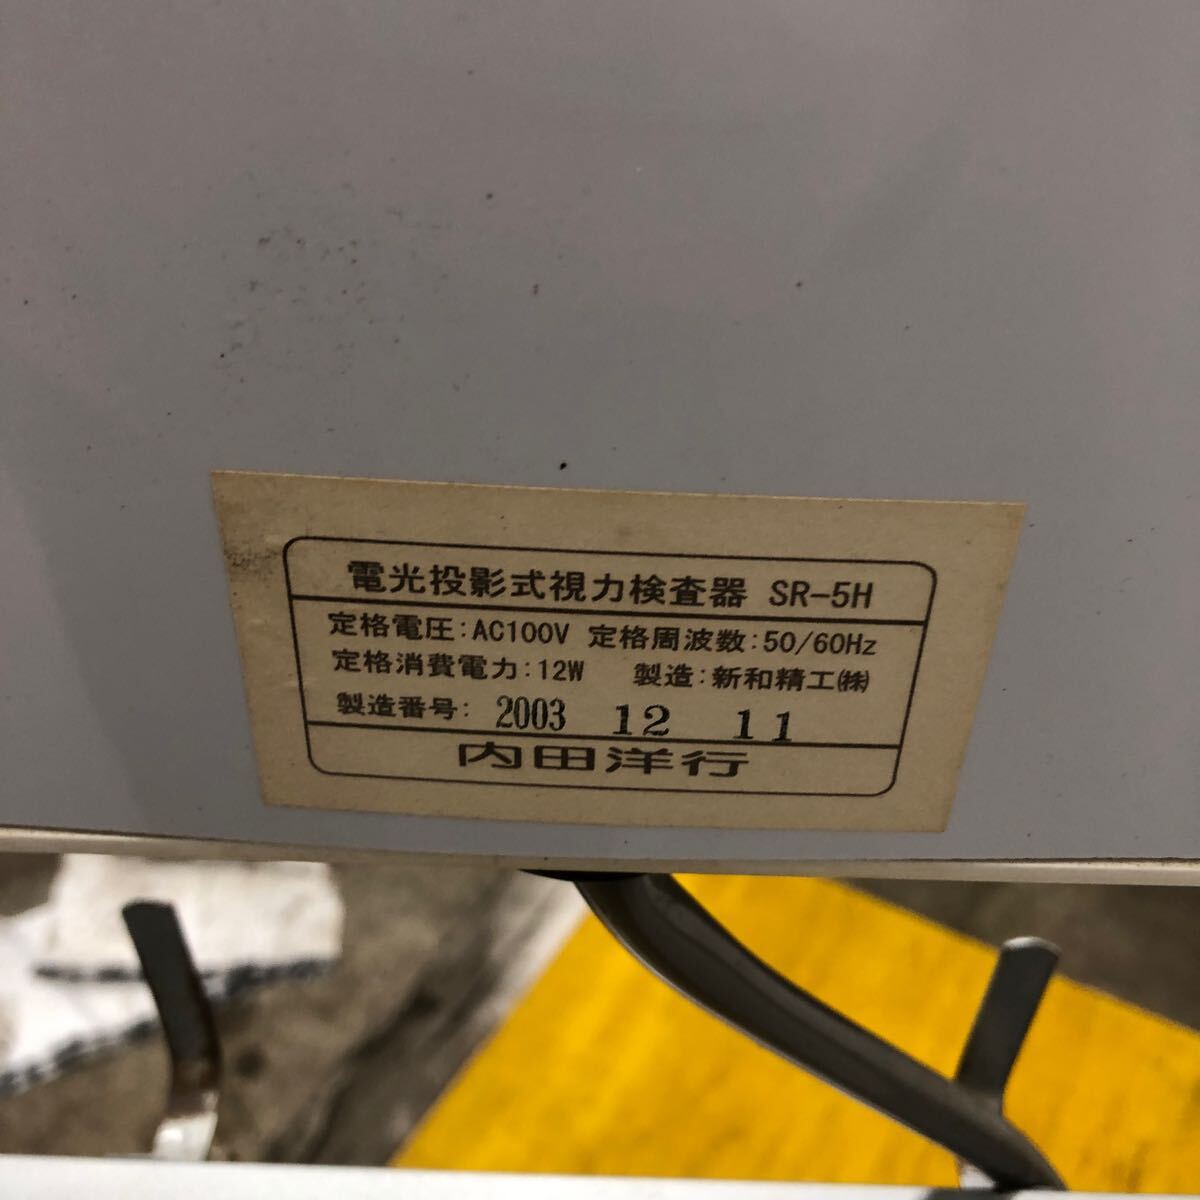 電光投影式視力検査器 SR-5H
定格電圧:AC100V 定格周波数:50/60Hz
定格消費電力:12W 製造:新和精工㈱
製造番号: 2003 12 11
内田洋行